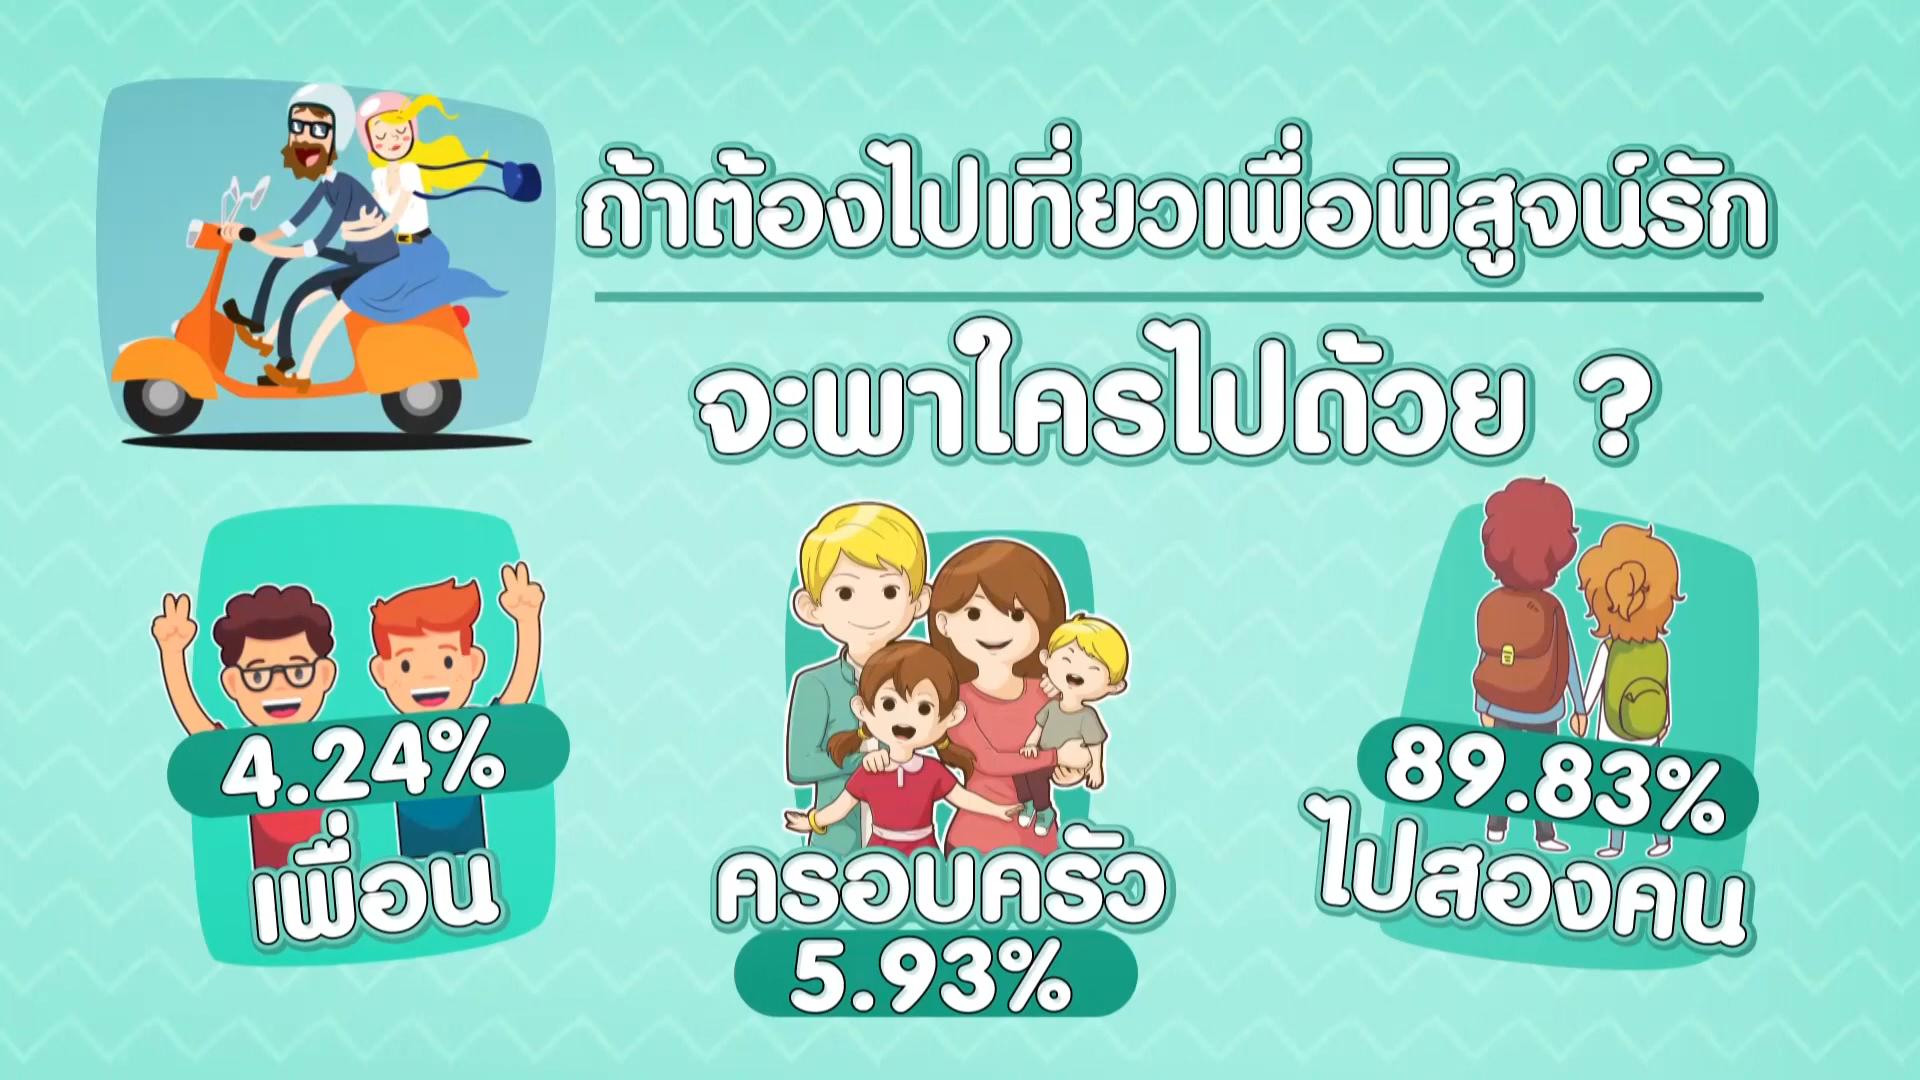 ถ้าต้องไปเที่ยวเพื่อพิสูจน์รัก
จะพาใครไปด้วย ?
4.24%
เพื่อน
ครอบครัว
5.93%
89.83%
ไปสองคน